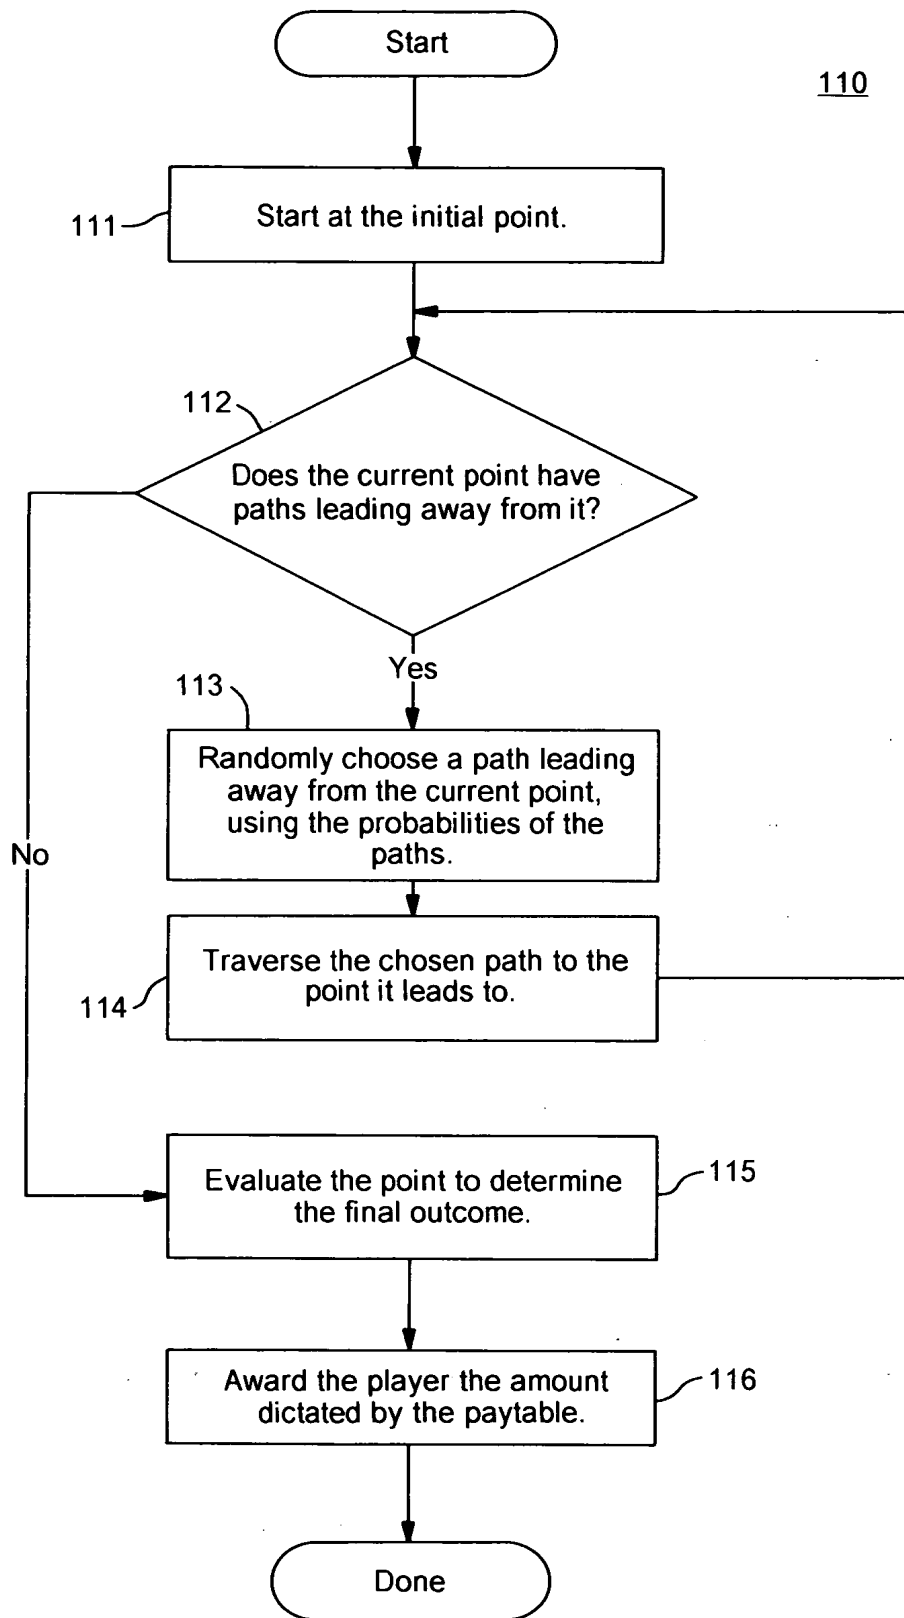 Start
110
111
Start at the initial point.
112
Does the current point have
paths leading away from it?
Yes
113
Randomly choose a path leading
away from the current point,
using the probabilities of the
paths.
No
Traverse the chosen path to the
point it leads to.
114
Evaluate the point to determine
the final outcome.
115
Award the player the amount
dictated by the paytable.
116
Done